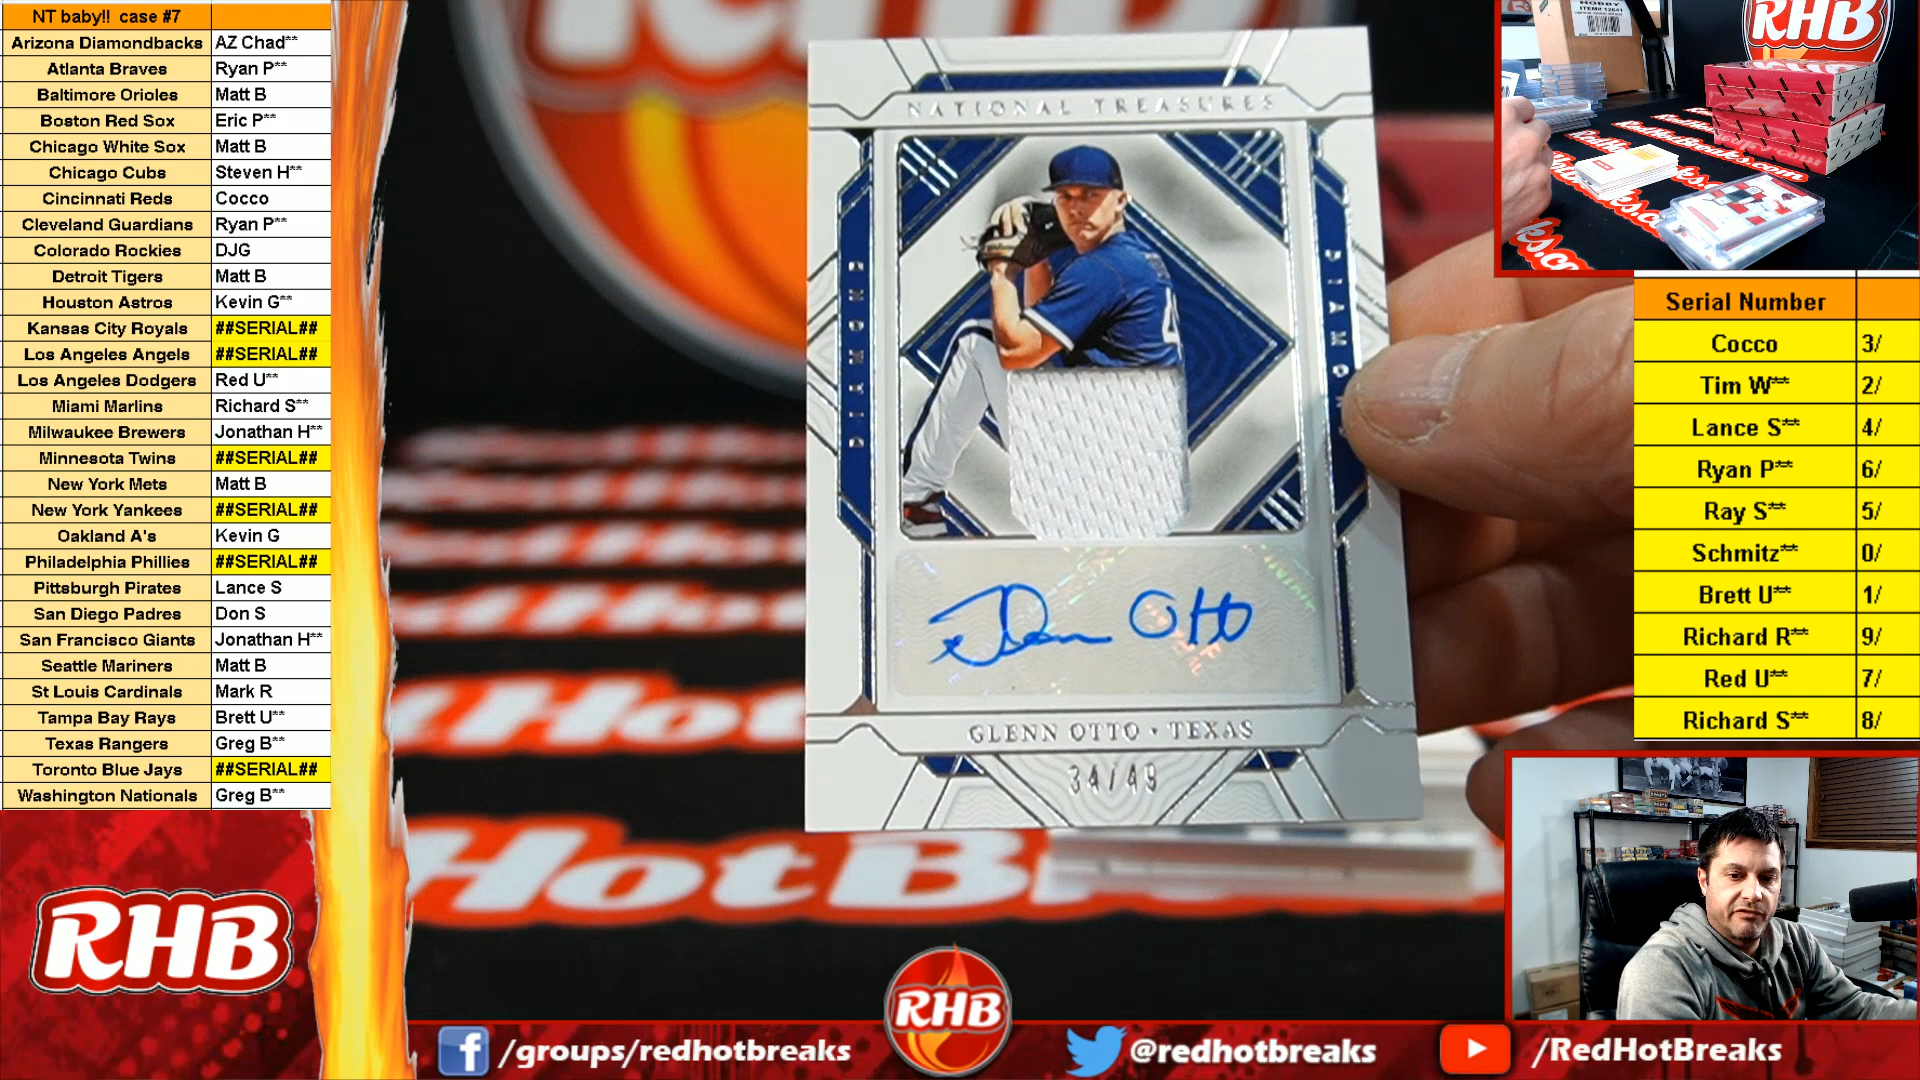 NT baby!! case #7
Arizona Diamondbacks AZ Chad**
Atlanta Braves Ryan P**
Baltimore Orioles Matt B
Boston Red Sox Eric P**
Chicago White Sox Matt B
Chicago Cubs Steven H**
Cincinnati Reds Cocco
Cleveland Guardians Ryan P**
Colorado Rockies DJG
Detroit Tigers Matt B
Houston Astros Kevin G**
Kansas City Royals ##SERIAL##
Los Angeles Angels ##SERIAL##
Los Angeles Dodgers Red U**
Miami Marlins Richard S**
Milwaukee Brewers Jonathan H**
Minnesota Twins ##SERIAL##
New York Mets Matt B
New York Yankees ##SERIAL##
Oakland A's Kevin G
Philadelphia Phillies ##SERIAL##
Pittsburgh Pirates Lance S
San Diego Padres Don S
San Francisco Giants Jonathan H**
Seattle Mariners Matt B
St Louis Cardinals Mark R
Tampa Bay Rays Brett U**
Texas Rangers Greg B**
Toronto Blue Jays ##SERIAL##
Washington Nationals Greg B**
RHB
NATIONAL TREASURES
DIAMOND
DIAMO
Glenn Otto
GLENN OTTO • TEXAS
34/49
HotB
RHB
HOBBY
RHB
Serial Number
Cocco 3/
Tim W** 2/
Lance S** 4/
Ryan P** 6/
Ray S** 5/
Schmitz** 0/
Brett U** 1/
Richard R** 9/
Red U** 7/
Richard S** 8/
/groups/redhotbreaks
@redhotbreaks
/RedHotBreaks